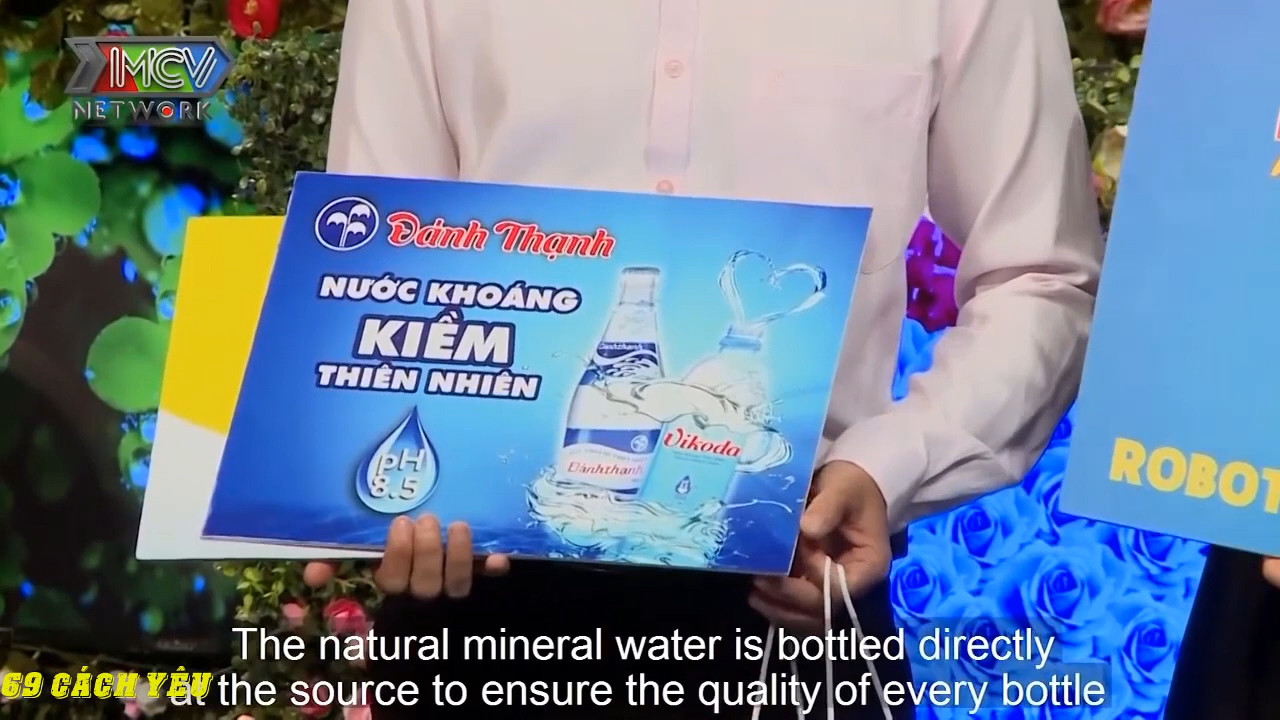 MCV
NETWORK
Đảnh Thạnh
NƯỚC KHOÁNG
KIỀM
THIÊN NHIÊN
pH
8.5
Đảnhthạnh
Vikoda
ROBOT
The natural mineral water is bottled directly
at the source to ensure the quality of every bottle
69 CÁCH YÊU